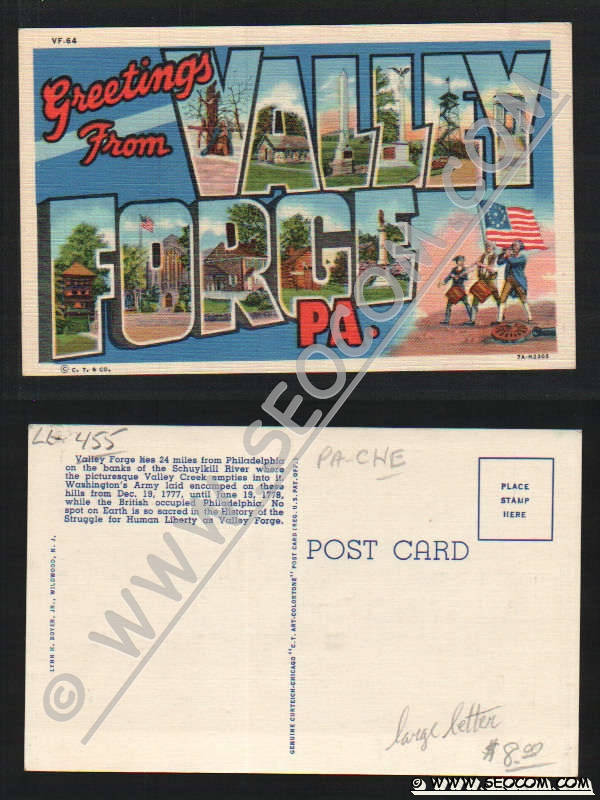 VF-64
Greetings
From
VALLEY
FORGE
PA.
© C. T. & CO.
7A-H2305
© WWW.SEOCOM.COM
LL-455
PA-CHE
Valley Forge lies 24 miles from Philadelphia
on the banks of the Schuylkill River where
the picturesque Valley Creek empties into it.
Washington's Army laid encamped on these
hills from Dec. 19, 1777, until June 19, 1778,
while the British occupied Philadelphia. No
spot on Earth is so sacred in the History of the
Struggle for Human Liberty as Valley Forge.
PLACE
STAMP
HERE
POST CARD
LYNN H. BOYER, JR., WILDWOOD, N. J.
GENUINE CURTEICH-CHICAGO "C.T. ART-COLORTONE" POST CARD (REG. U.S. PAT. OFF.)
large letter
$8.00
© WWW.SEOCOM.COM